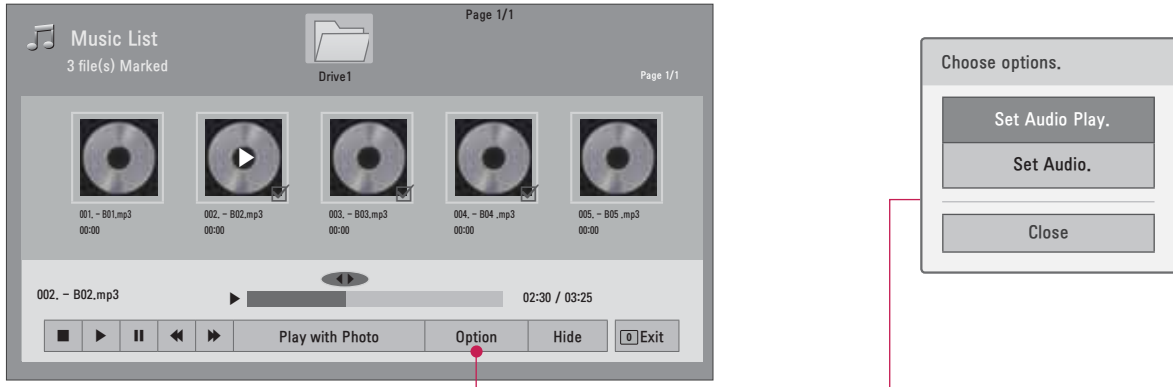 Page 1/1
Music List
3 file(s) Marked
Drive1
Page 1/1
001. - B01.mp3
00:00
002. - B02.mp3
00:00
003. - B03.mp3
00:00
004. - B04 .mp3
00:00
005. - B05 .mp3
00:00
002. - B02.mp3
02:30 / 03:25
Play with Photo
Option
Hide
0 Exit
Choose options.
Set Audio Play.
Set Audio.
Close